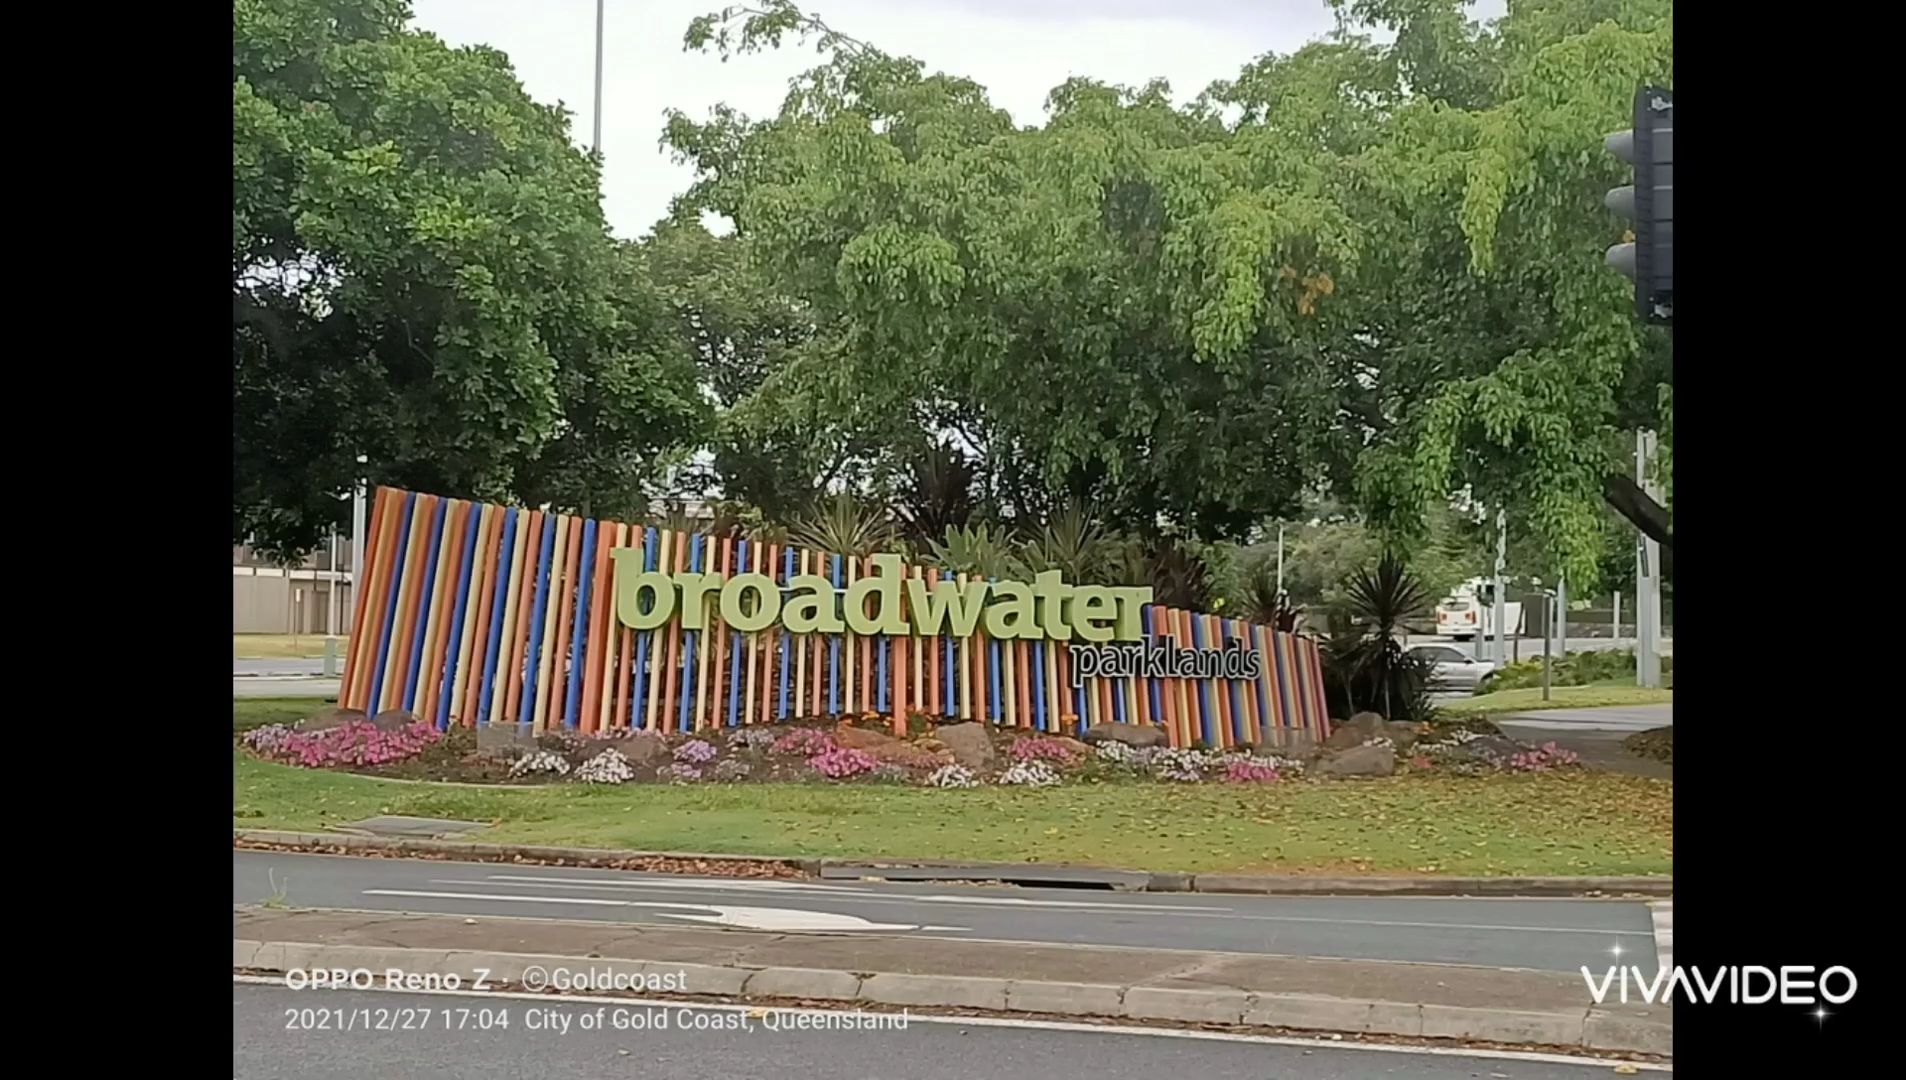 broadwater
parklands
OPPO Reno Z · ©Goldcoast
2021/12/27 17:04 City of Gold Coast, Queensland
VIVAVIDEO